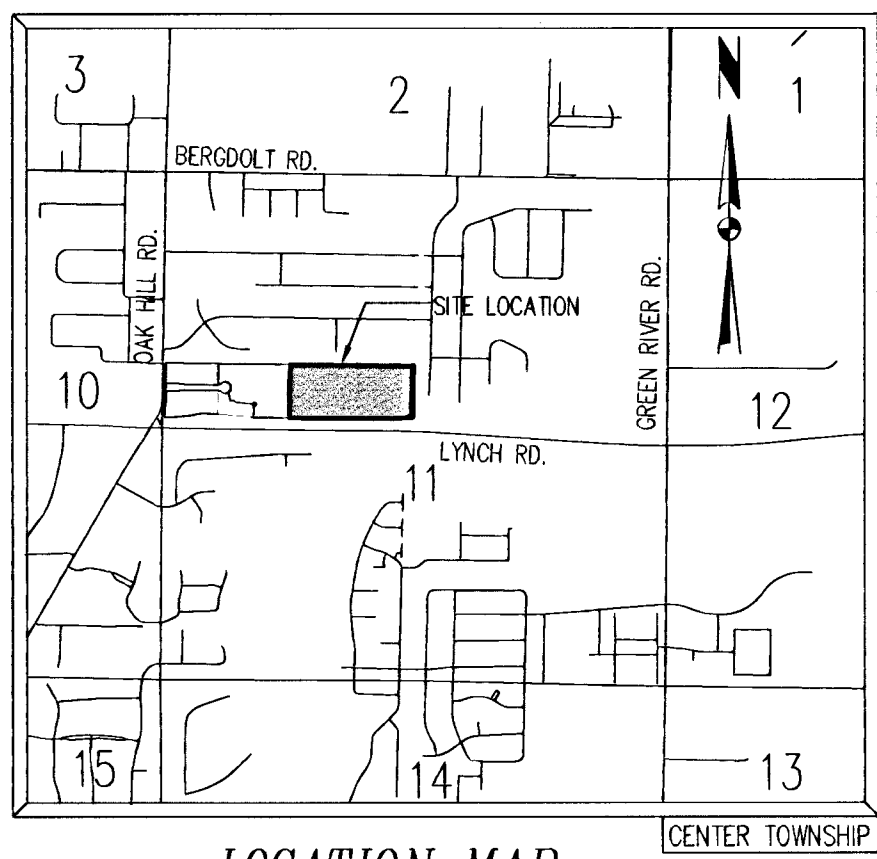 3
2
N
1
BERGDOLT RD.
OAK HILL RD.
GREEN RIVER RD.
SITE LOCATION
10
12
LYNCH RD.
11
15
14
13
CENTER TOWNSHIP
LOCATION MAP